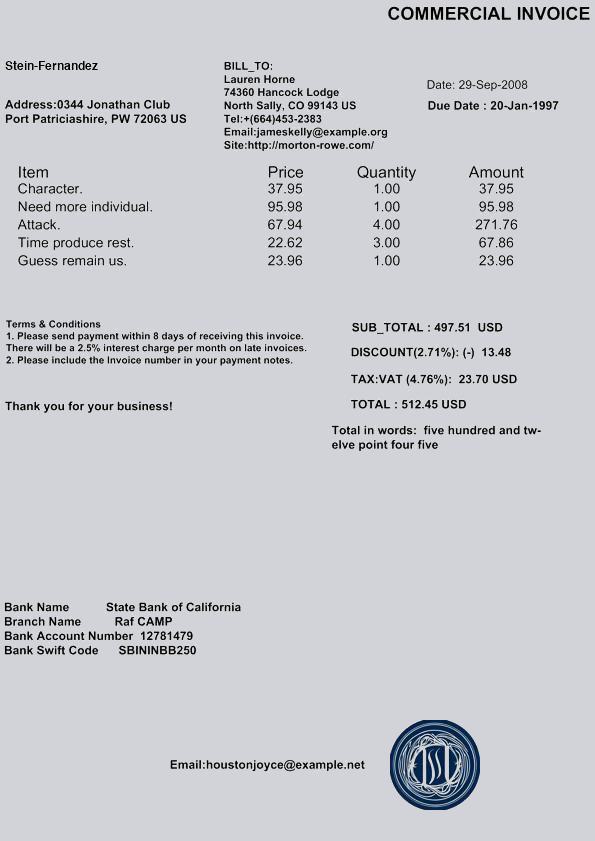 COMMERCIAL INVOICE
Stein-Fernandez
Address:0344 Jonathan Club
Port Patriciashire, PW 72063 US
BILL_TO:
Lauren Horne
74360 Hancock Lodge
North Sally, CO 99143 US
Tel:+(664)453-2383
Email:jameskelly@example.org
Site:http://morton-rowe.com/
Date: 29-Sep-2008
Due Date : 20-Jan-1997
Item Price Quantity Amount
Character. 37.95 1.00 37.95
Need more individual. 95.98 1.00 95.98
Attack. 67.94 4.00 271.76
Time produce rest. 22.62 3.00 67.86
Guess remain us. 23.96 1.00 23.96
Terms & Conditions
1. Please send payment within 8 days of receiving this invoice.
There will be a 2.5% interest charge per month on late invoices.
2. Please include the Invoice number in your payment notes.
Thank you for your business!
SUB_TOTAL : 497.51 USD
DISCOUNT(2.71%): (-) 13.48
TAX:VAT (4.76%): 23.70 USD
TOTAL : 512.45 USD
Total in words: five hundred and tw-
elve point four five
Bank Name State Bank of California
Branch Name Raf CAMP
Bank Account Number 12781479
Bank Swift Code SBININBB250
Email:houstonjoyce@example.net